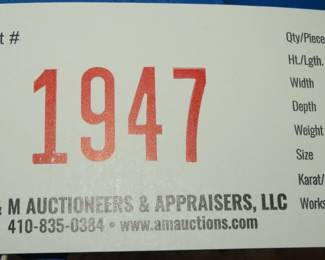 t #
1947
& M AUCTIONEERS & APPRAISERS, LLC
410-835-0384 • www.amauctions.com
Qty/Piece
Ht./Lgth.
Width
Depth
Weight
Size
Karat/
Works